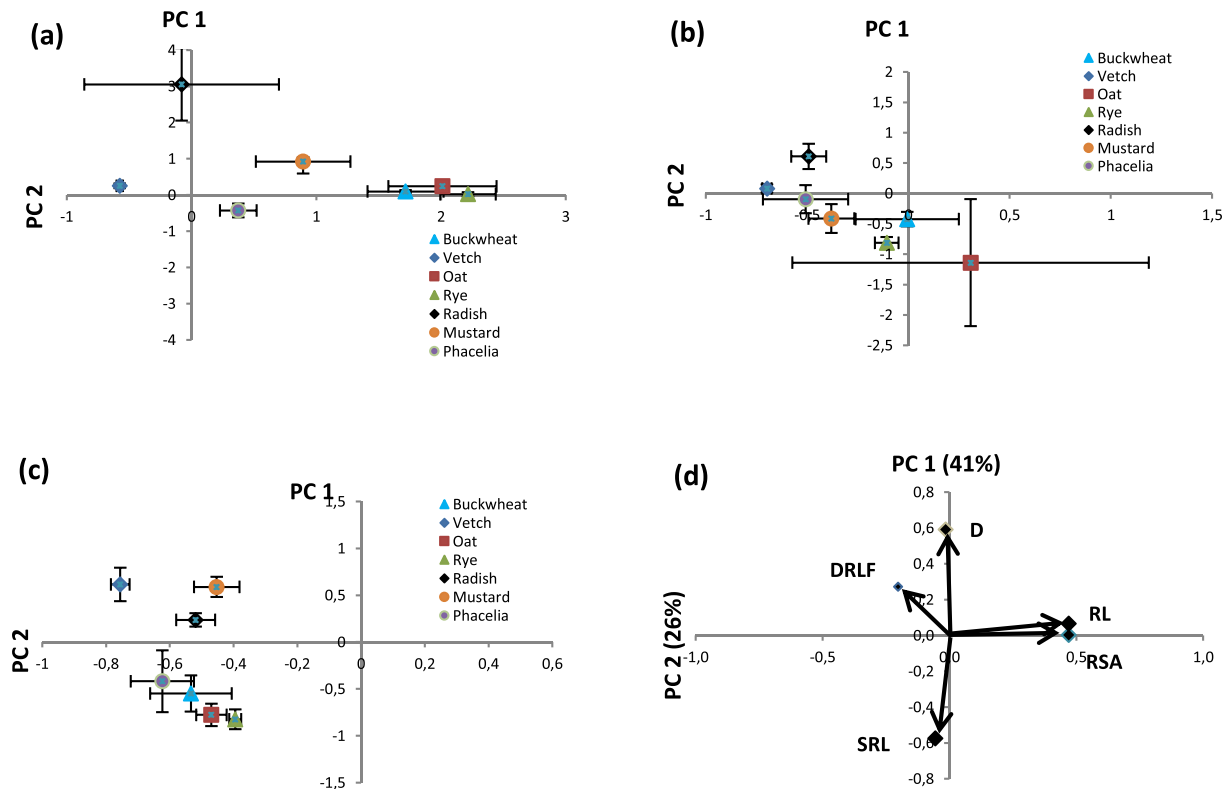 (a)
PC 1
4
3
2
1
0
-1
-2
-3
-4
-1
0
1
2
3
PC 2
Buckwheat
Vetch
Oat
Rye
Radish
Mustard
Phacelia
(b)
PC 1
2
1,5
1
0,5
0
-0,5
-1
-1,5
-2
-2,5
-1
-0,5
0
0,5
1
1,5
PC 2
Buckwheat
Vetch
Oat
Rye
Radish
Mustard
Phacelia
(c)
PC 1
1,5
1
0,5
0
-0,5
-1
-1,5
-1
-0,8
-0,6
-0,4
-0,2
0
0,2
0,4
0,6
PC 2
Buckwheat
Vetch
Oat
Rye
Radish
Mustard
Phacelia
(d)
PC 1 (41%)
0,8
0,6
0,4
0,2
0,0
-0,2
-0,4
-0,6
-0,8
-1,0
-0,5
0,0
0,5
1,0
PC 2 (26%)
D
DRLF
RL
RSA
SRL